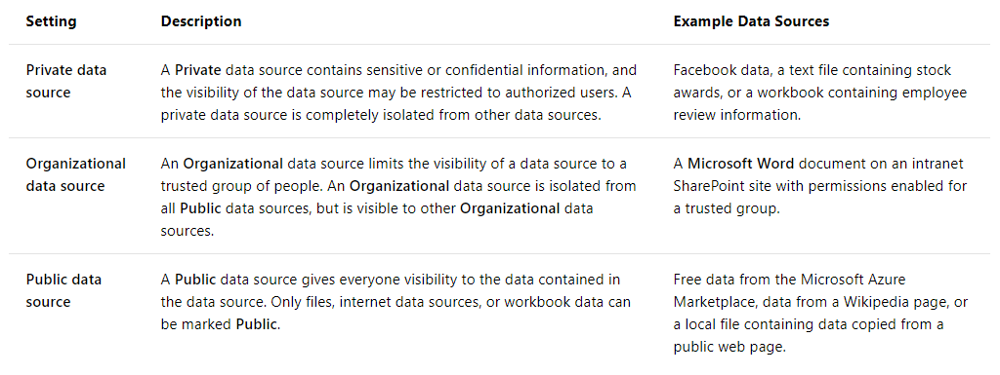 Setting Description Example Data Sources
Private data source
A Private data source contains sensitive or confidential information, and
the visibility of the data source may be restricted to authorized users. A
private data source is completely isolated from other data sources.
Facebook data, a text file containing stock
awards, or a workbook containing employee
review information.
Organizational
data source
An Organizational data source limits the visibility of a data source to a
trusted group of people. An Organizational data source is isolated from
all Public data sources, but is visible to other Organizational data
sources.
A Microsoft Word document on an intranet
SharePoint site with permissions enabled for
a trusted group.
Public data
source
A Public data source gives everyone visibility to the data contained in
the data source. Only files, internet data sources, or workbook data can
be marked Public.
Free data from the Microsoft Azure
Marketplace, data from a Wikipedia page, or
a local file containing data copied from a
public web page.